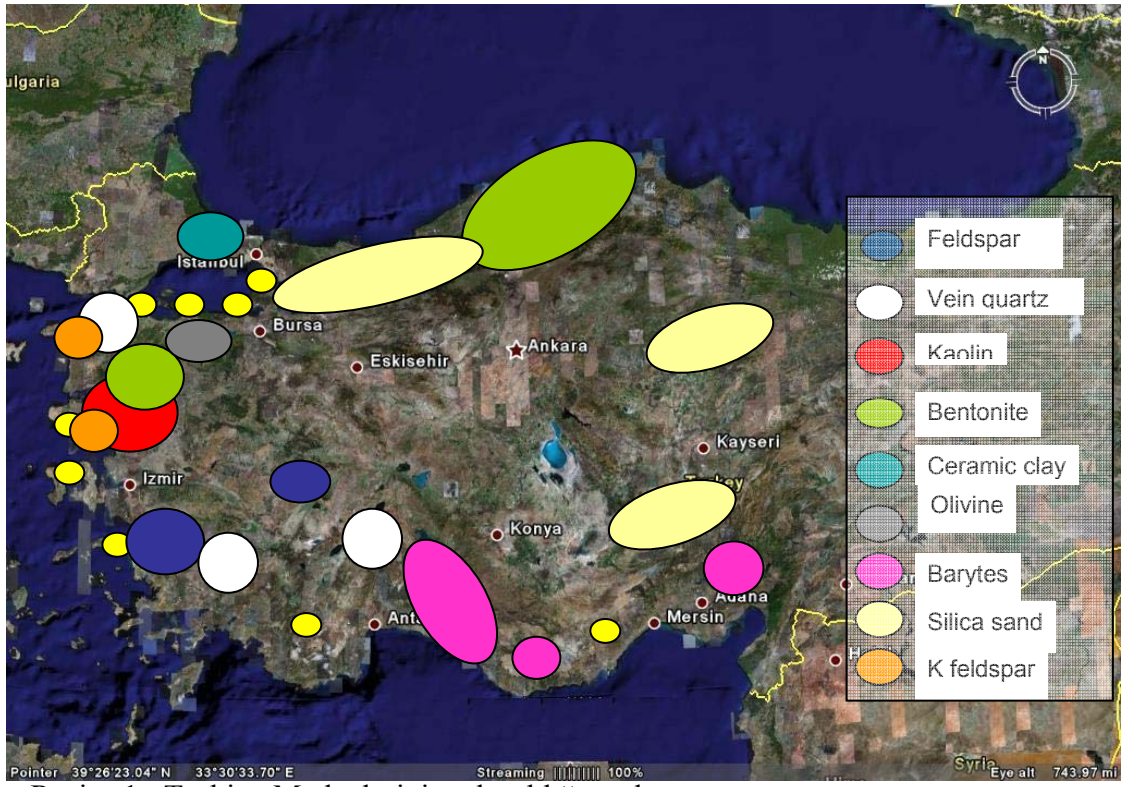 ulgaria
N
Istanbul
Bursa
Eskisehir
Ankara
Kayseri
Izmir
Konya
Mersin
Adana
Feldspar
Vein quartz
Kaolin
Bentonite
Ceramic clay
Olivine
Barytes
Silica sand
K feldspar
Syria
Pointer 39°26'23.04" N 33°30'33.70" E
Streaming 100%
Eye alt 743.97 mi